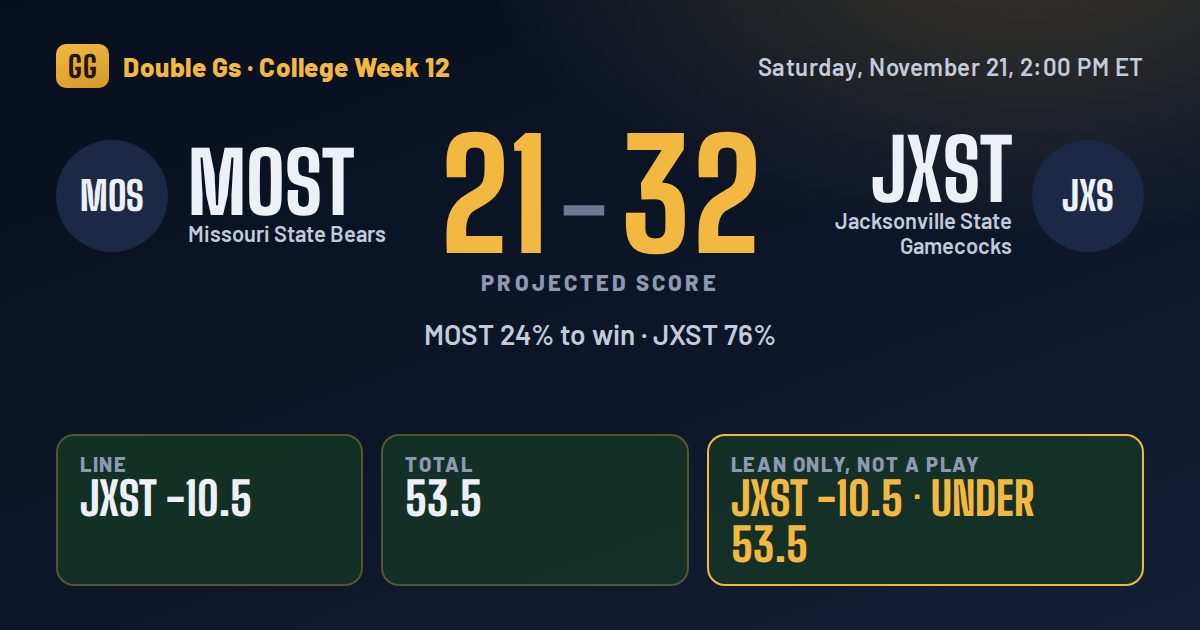 GG
Double Gs · College Week 12
Saturday, November 21, 2:00 PM ET
MOS
MOST
Missouri State Bears
21 – 32
PROJECTED SCORE
MOST 24% to win · JXST 76%
JXST
Jacksonville State
Gamecocks
JXS
LINE
JXST −10.5
TOTAL
53.5
LEAN ONLY, NOT A PLAY
JXST −10.5 · UNDER
53.5